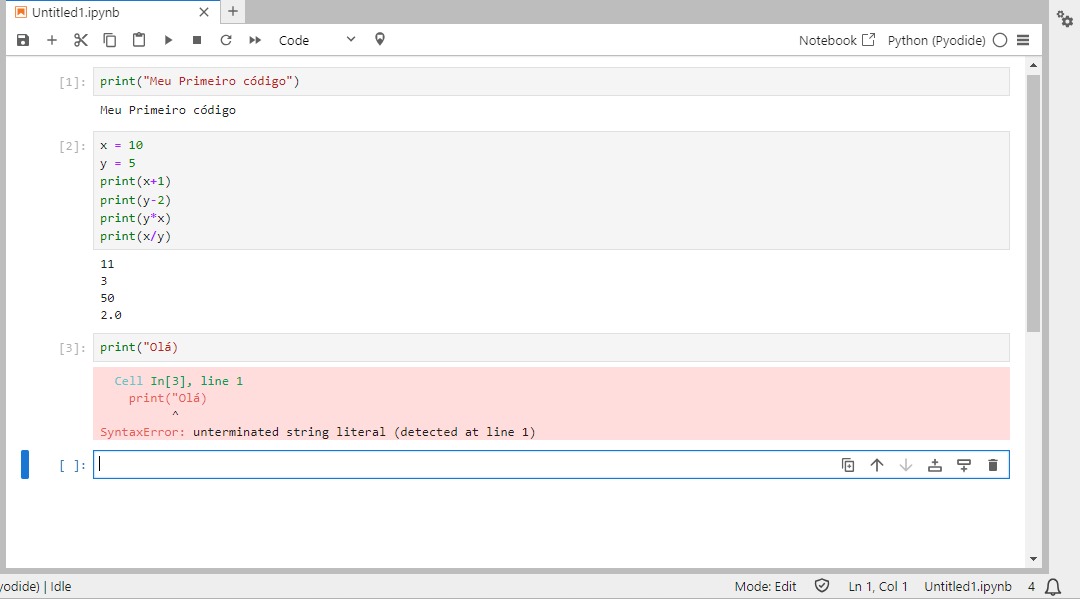 Untitled1.ipynb
Code
Notebook
Python (Pyodide)
[1]:
print("Meu Primeiro código")
Meu Primeiro código
[2]:
x = 10
y = 5
print(x+1)
print(y-2)
print(y*x)
print(x/y)
11
3
50
2.0
[3]:
print("Olá)
Cell In[3], line 1
print("Olá)
^
SyntaxError: unterminated string literal (detected at line 1)
[ ]:
yodide) | Idle
Mode: Edit
Ln 1, Col 1
Untitled1.ipynb
4